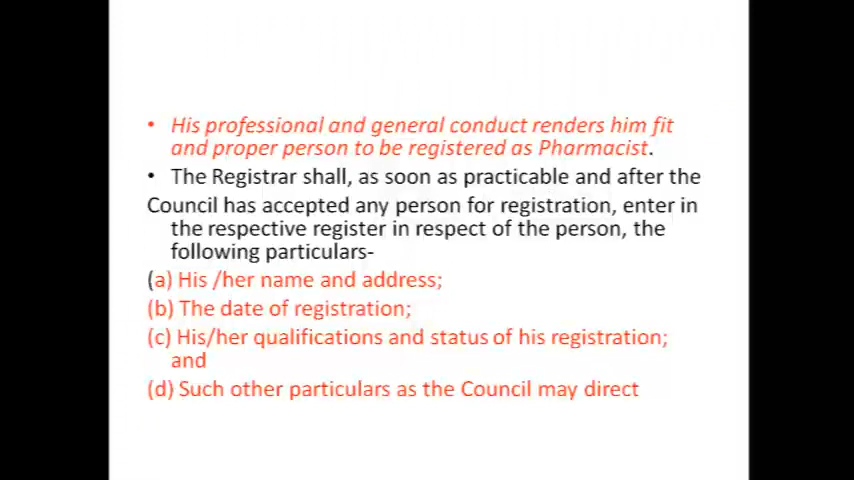 • His professional and general conduct renders him fit
and proper person to be registered as Pharmacist.
• The Registrar shall, as soon as practicable and after the
Council has accepted any person for registration, enter in
the respective register in respect of the person, the
following particulars-
(a) His /her name and address;
(b) The date of registration;
(c) His/her qualifications and status of his registration;
and
(d) Such other particulars as the Council may direct